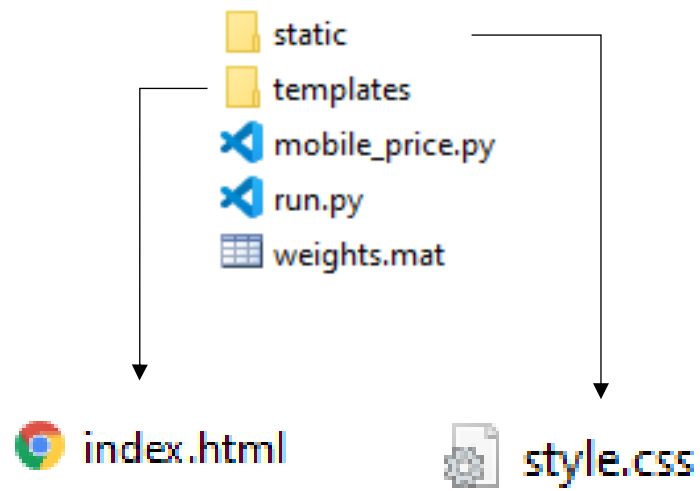 static
templates
mobile_price.py
run.py
weights.mat
index.html
style.css